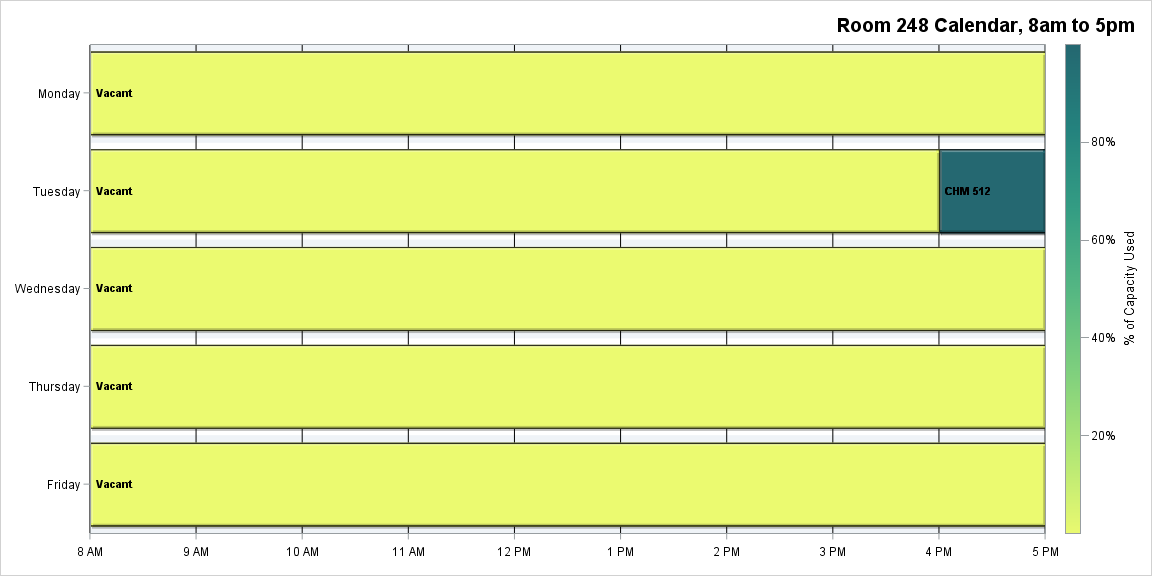 Room 248 Calendar, 8am to 5pm
Monday
Vacant
Tuesday
Vacant
CHM 512
Wednesday
Vacant
Thursday
Vacant
Friday
Vacant
8 AM 9 AM 10 AM 11 AM 12 PM 1 PM 2 PM 3 PM 4 PM 5 PM
80%
60%
40%
20%
% of Capacity Used